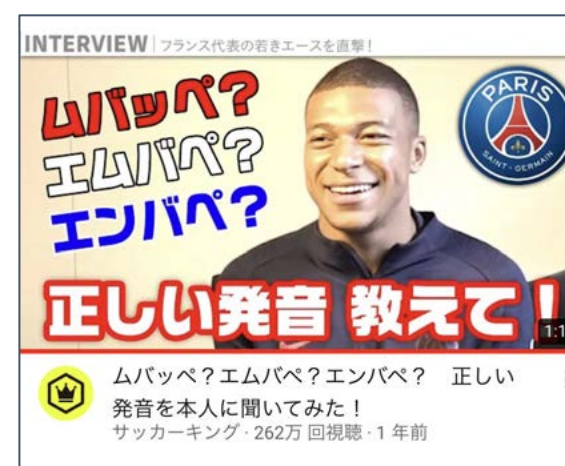 INTERVIEW フランス代表の若きエースを直撃！
ムバッペ？
エムバペ？
エンバペ？
PARIS
SAINT-GERMAIN
正しい発音 教えて！
ムバッペ？エムバペ？エンバペ？　正しい
発音を本人に聞いてみた！
サッカーキング・262万 回視聴・1 年前